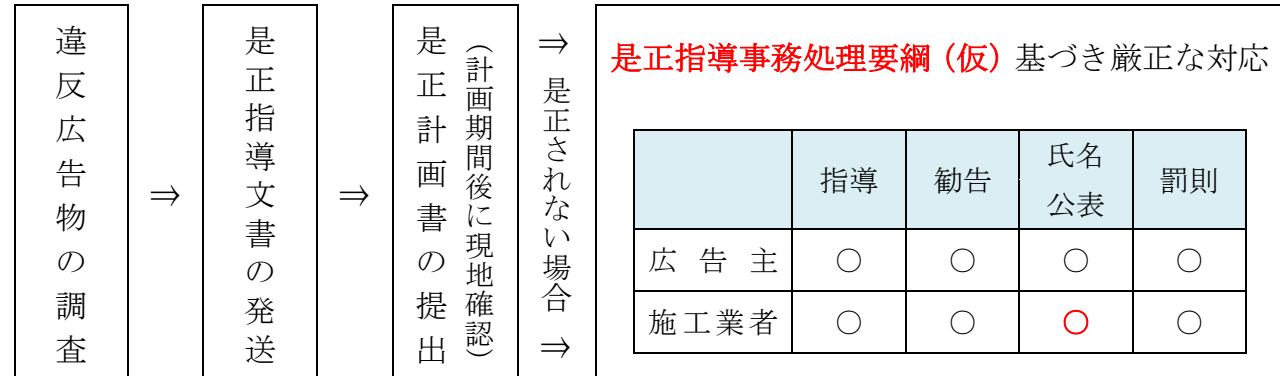 違反広告物の調査
⇒
是正指導文書の発送
⇒
是正計画書の提出
（計画期間後に現地確認）
⇒ 是正されない場合 ⇒
是正指導事務処理要綱（仮）基づき厳正な対応
指導 勧告 氏名公表 罰則
広告主 ○ ○ ○ ○
施工業者 ○ ○ ○ ○